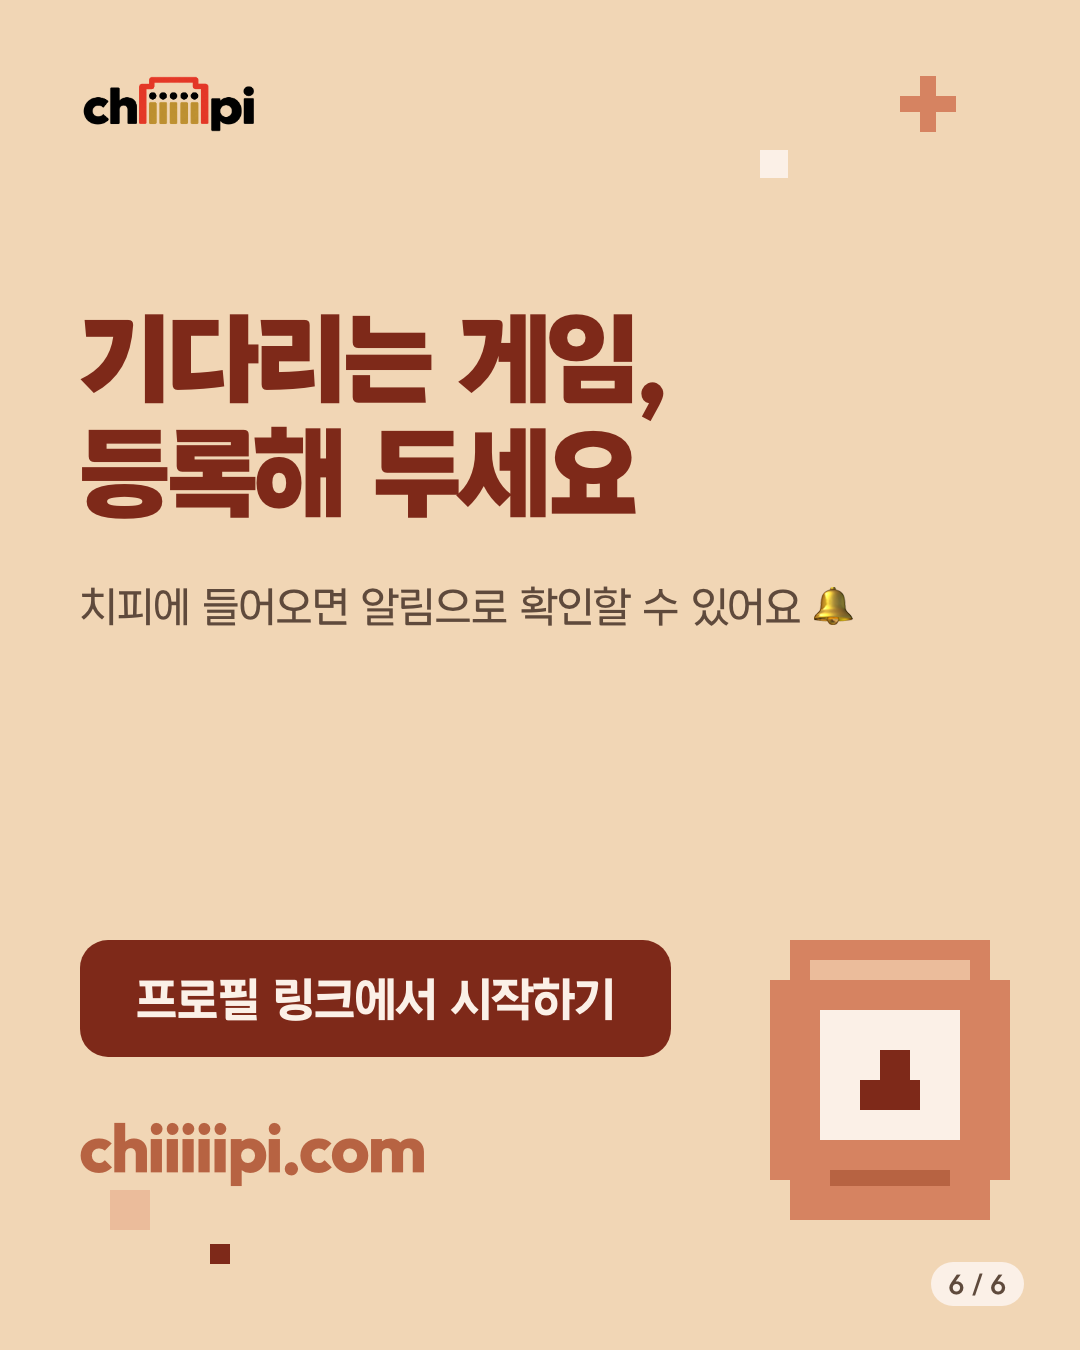 chiiiiipi
기다리는 게임,
등록해 두세요
치피에 들어오면 알림으로 확인할 수 있어요 🔔
프로필 링크에서 시작하기
chiiiiipi.com
6 / 6